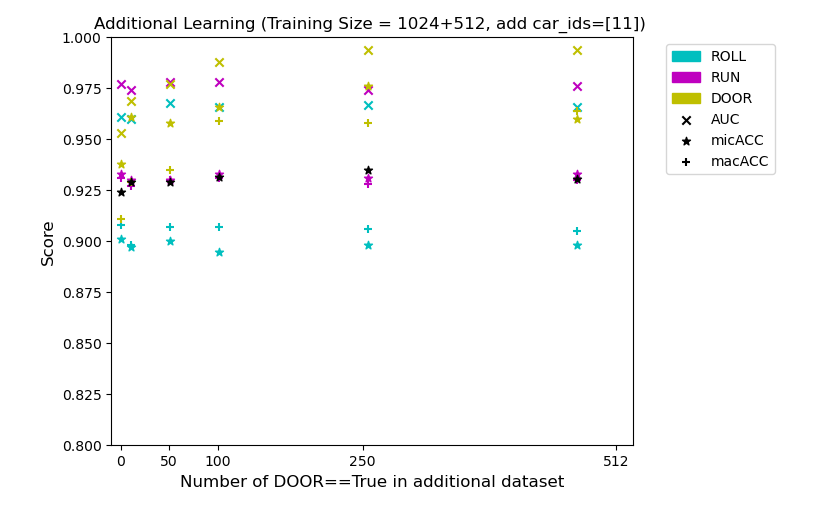 Additional Learning (Training Size = 1024+512, add car_ids=[11])
1.000
0.975
0.950
0.925
0.900
0.875
0.850
0.825
0.800
Score
0 50 100 250 512
Number of DOOR==True in additional dataset
ROLL
RUN
DOOR
AUC
micACC
macACC